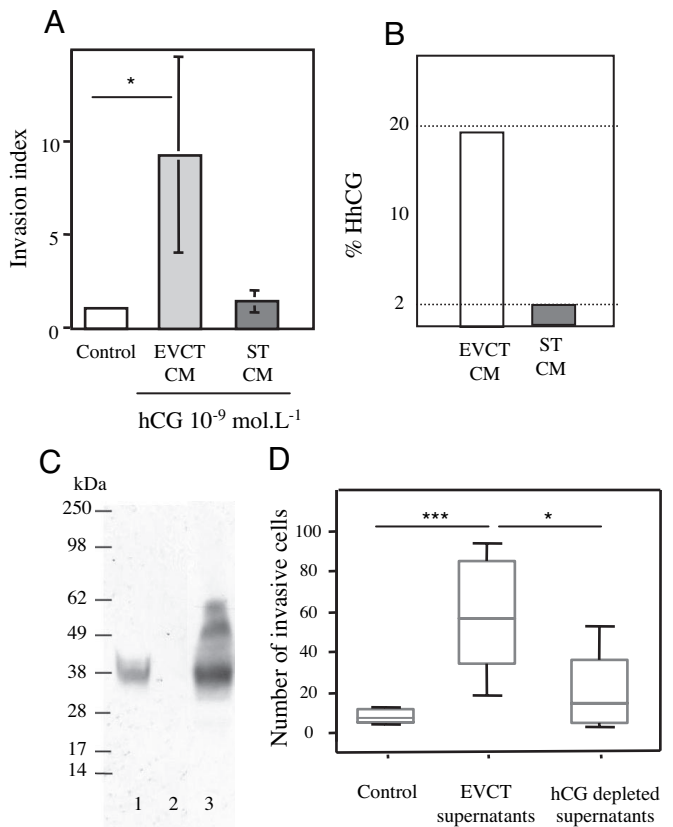 A
Invasion index
10
5
0
*
Control
EVCT
CM
ST
CM
hCG 10⁻⁹ mol.L⁻¹
B
% HhCG
20
10
2
EVCT
CM
ST
CM
C
kDa
250
98
62
49
38
28
17
14
1 2 3
D
Number of invasive cells
100
80
60
40
20
0
***
*
Control
EVCT
supernatants
hCG depleted
supernatants